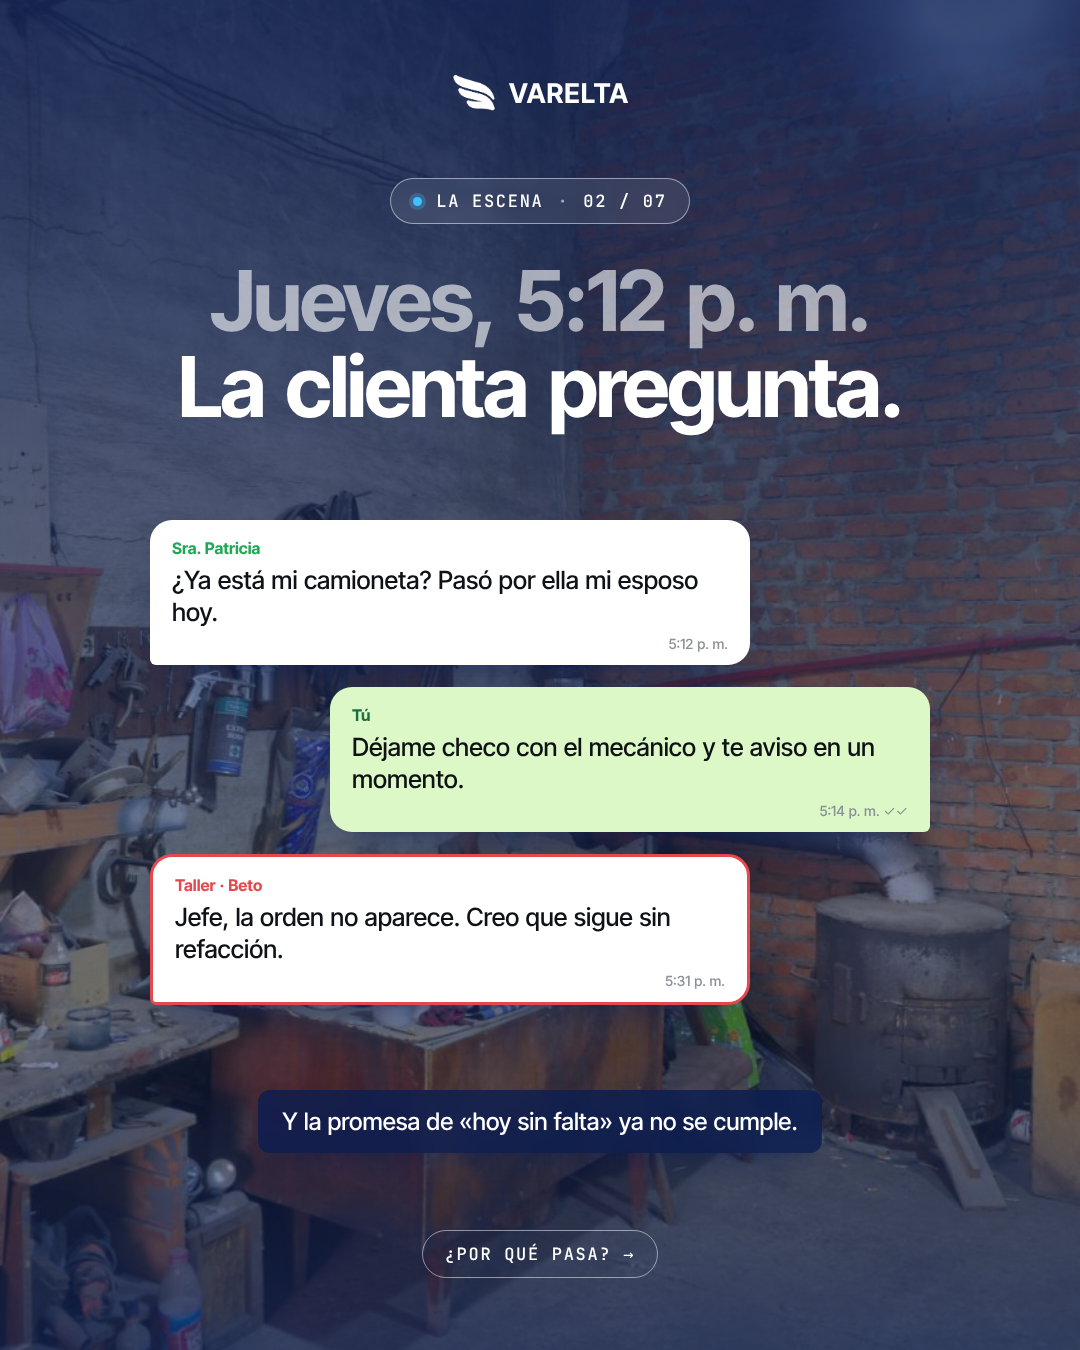 VARELTA
LA ESCENA · 02 / 07
Jueves, 5:12 p. m.
La clienta pregunta.
Sra. Patricia
¿Ya está mi camioneta? Pasó por ella mi esposo
hoy.
5:12 p. m.
Tú
Déjame checo con el mecánico y te aviso en un
momento.
5:14 p. m. ✓✓
Taller · Beto
Jefe, la orden no aparece. Creo que sigue sin
refacción.
5:31 p. m.
Y la promesa de «hoy sin falta» ya no se cumple.
¿POR QUÉ PASA? →